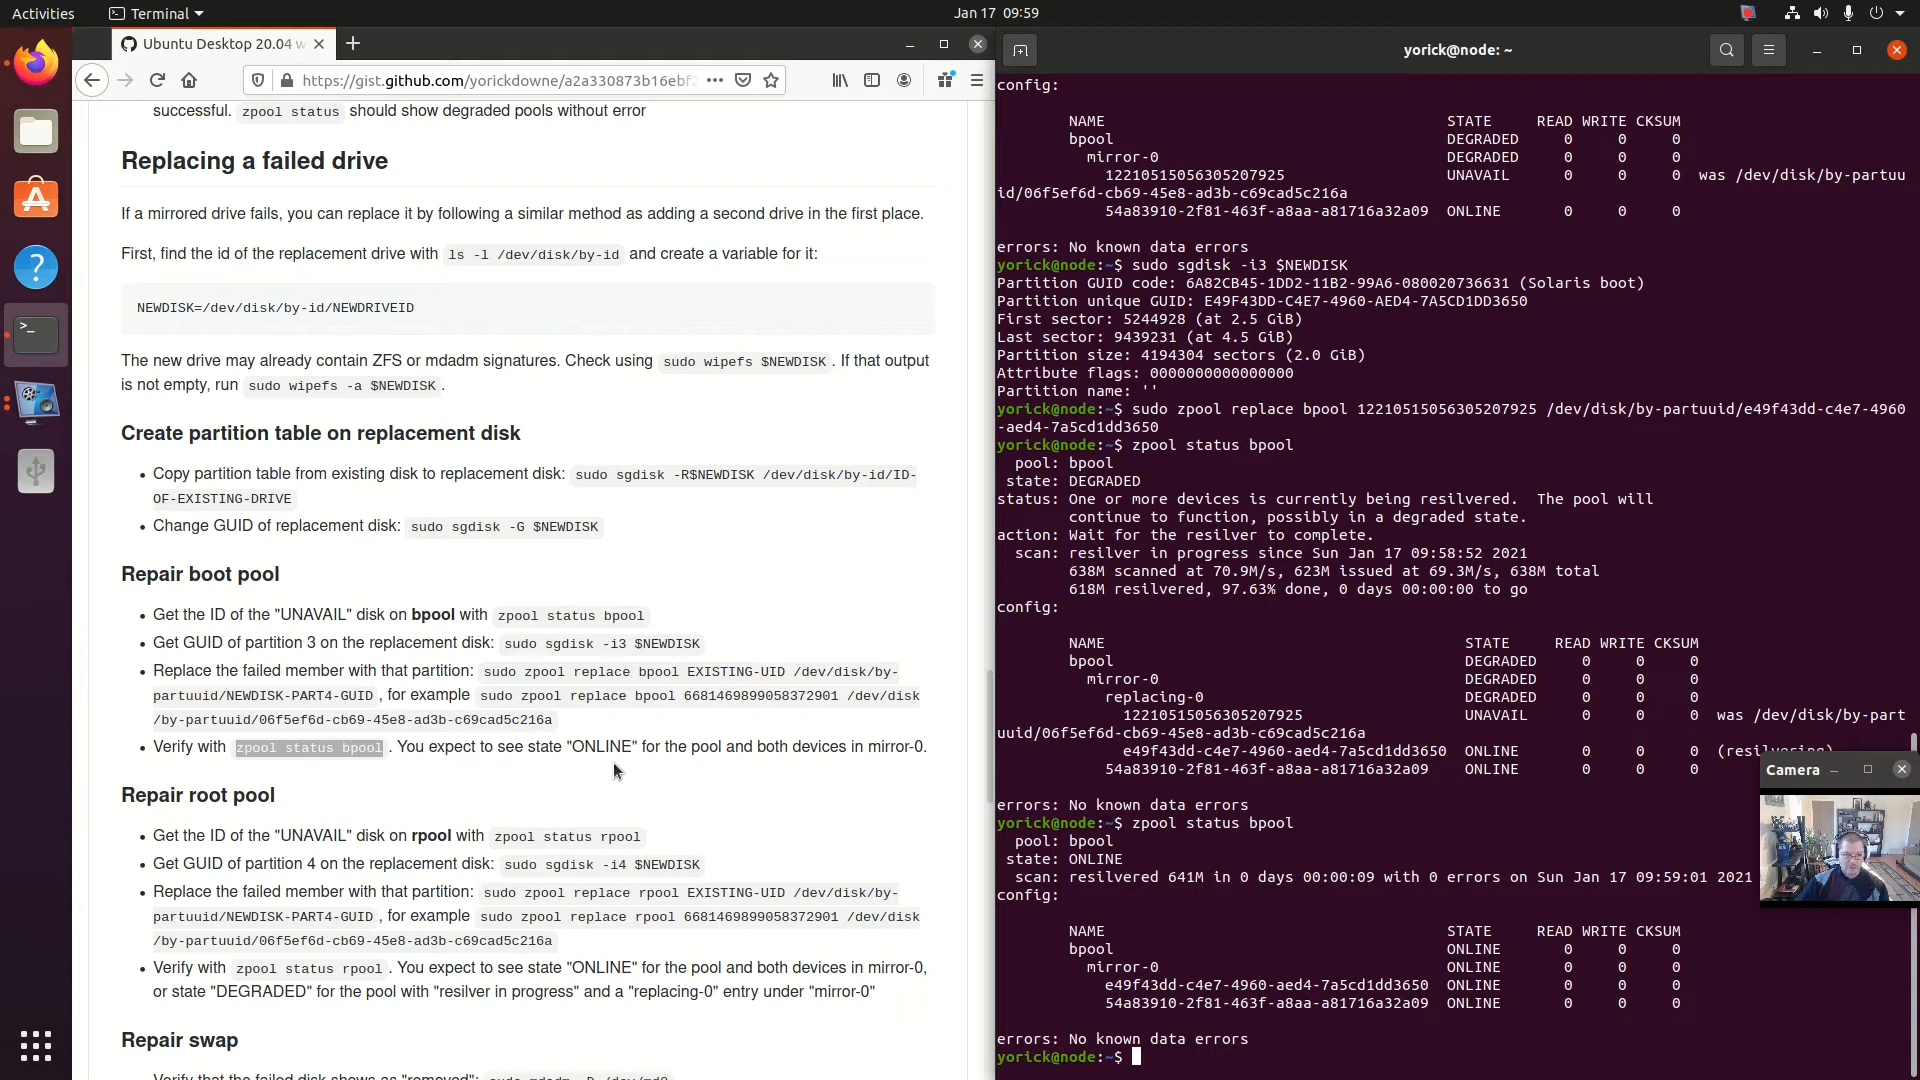 Activities
Terminal
Jan 17 09:59
Ubuntu Desktop 20.04 w
https://gist.github.com/yorickdowne/a2a330873b16ebf2
successful. zpool status should show degraded pools without error
Replacing a failed drive
If a mirrored drive fails, you can replace it by following a similar method as adding a second drive in the first place.
First, find the id of the replacement drive with ls -l /dev/disk/by-id and create a variable for it:
NEWDISK=/dev/disk/by-id/NEWDRIVEID
The new drive may already contain ZFS or mdadm signatures. Check using sudo wipefs $NEWDISK. If that output
is not empty, run sudo wipefs -a $NEWDISK.
Create partition table on replacement disk
• Copy partition table from existing disk to replacement disk: sudo sgdisk -R$NEWDISK /dev/disk/by-id/ID-
OF-EXISTING-DRIVE
• Change GUID of replacement disk: sudo sgdisk -G $NEWDISK
Repair boot pool
• Get the ID of the "UNAVAIL" disk on bpool with zpool status bpool
• Get GUID of partition 3 on the replacement disk: sudo sgdisk -i3 $NEWDISK
• Replace the failed member with that partition: sudo zpool replace bpool EXISTING-UID /dev/disk/by-
partuuid/NEWDISK-PART4-GUID, for example sudo zpool replace bpool 6681469899058372901 /dev/disk
/by-partuuid/06f5ef6d-cb69-45e8-ad3b-c69cad5c216a
• Verify with zpool status bpool. You expect to see state "ONLINE" for the pool and both devices in mirror-0.
Repair root pool
• Get the ID of the "UNAVAIL" disk on rpool with zpool status rpool
• Get GUID of partition 4 on the replacement disk: sudo sgdisk -i4 $NEWDISK
• Replace the failed member with that partition: sudo zpool replace rpool EXISTING-UID /dev/disk/by-
partuuid/NEWDISK-PART4-GUID, for example sudo zpool replace rpool 6681469899058372901 /dev/disk
/by-partuuid/06f5ef6d-cb69-45e8-ad3b-c69cad5c216a
• Verify with zpool status rpool. You expect to see state "ONLINE" for the pool and both devices in mirror-0,
or state "DEGRADED" for the pool with "resilver in progress" and a "replacing-0" entry under "mirror-0"
Repair swap
Verify that the failed disk shows as "removed": sudo mdadm -D /dev/md0
yorick@node: ~
config:
NAME STATE READ WRITE CKSUM
bpool DEGRADED 0 0 0
mirror-0 DEGRADED 0 0 0
12210515056305207925 UNAVAIL 0 0 0 was /dev/disk/by-partuu
id/06f5ef6d-cb69-45e8-ad3b-c69cad5c216a
54a83910-2f81-463f-a8aa-a81716a32a09 ONLINE 0 0 0
errors: No known data errors
yorick@node:~$ sudo sgdisk -i3 $NEWDISK
Partition GUID code: 6A82CB45-1DD2-11B2-99A6-080020736631 (Solaris boot)
Partition unique GUID: E49F43DD-C4E7-4960-AED4-7A5CD1DD3650
First sector: 5244928 (at 2.5 GiB)
Last sector: 9439231 (at 4.5 GiB)
Partition size: 4194304 sectors (2.0 GiB)
Attribute flags: 0000000000000000
Partition name: ''
yorick@node:~$ sudo zpool replace bpool 12210515056305207925 /dev/disk/by-partuuid/e49f43dd-c4e7-4960
-aed4-7a5cd1dd3650
yorick@node:~$ zpool status bpool
pool: bpool
state: DEGRADED
status: One or more devices is currently being resilvered. The pool will
continue to function, possibly in a degraded state.
action: Wait for the resilver to complete.
scan: resilver in progress since Sun Jan 17 09:58:52 2021
638M scanned at 70.9M/s, 623M issued at 69.3M/s, 638M total
618M resilvered, 97.63% done, 0 days 00:00:00 to go
config:
NAME STATE READ WRITE CKSUM
bpool DEGRADED 0 0 0
mirror-0 DEGRADED 0 0 0
replacing-0 DEGRADED 0 0 0
12210515056305207925 UNAVAIL 0 0 0 was /dev/disk/by-part
uuid/06f5ef6d-cb69-45e8-ad3b-c69cad5c216a
e49f43dd-c4e7-4960-aed4-7a5cd1dd3650 ONLINE 0 0 0 (resilvering)
54a83910-2f81-463f-a8aa-a81716a32a09 ONLINE 0 0 0
errors: No known data errors
yorick@node:~$ zpool status bpool
pool: bpool
state: ONLINE
scan: resilvered 641M in 0 days 00:00:09 with 0 errors on Sun Jan 17 09:59:01 2021
config:
NAME STATE READ WRITE CKSUM
bpool ONLINE 0 0 0
mirror-0 ONLINE 0 0 0
e49f43dd-c4e7-4960-aed4-7a5cd1dd3650 ONLINE 0 0 0
54a83910-2f81-463f-a8aa-a81716a32a09 ONLINE 0 0 0
errors: No known data errors
yorick@node:~$
Camera